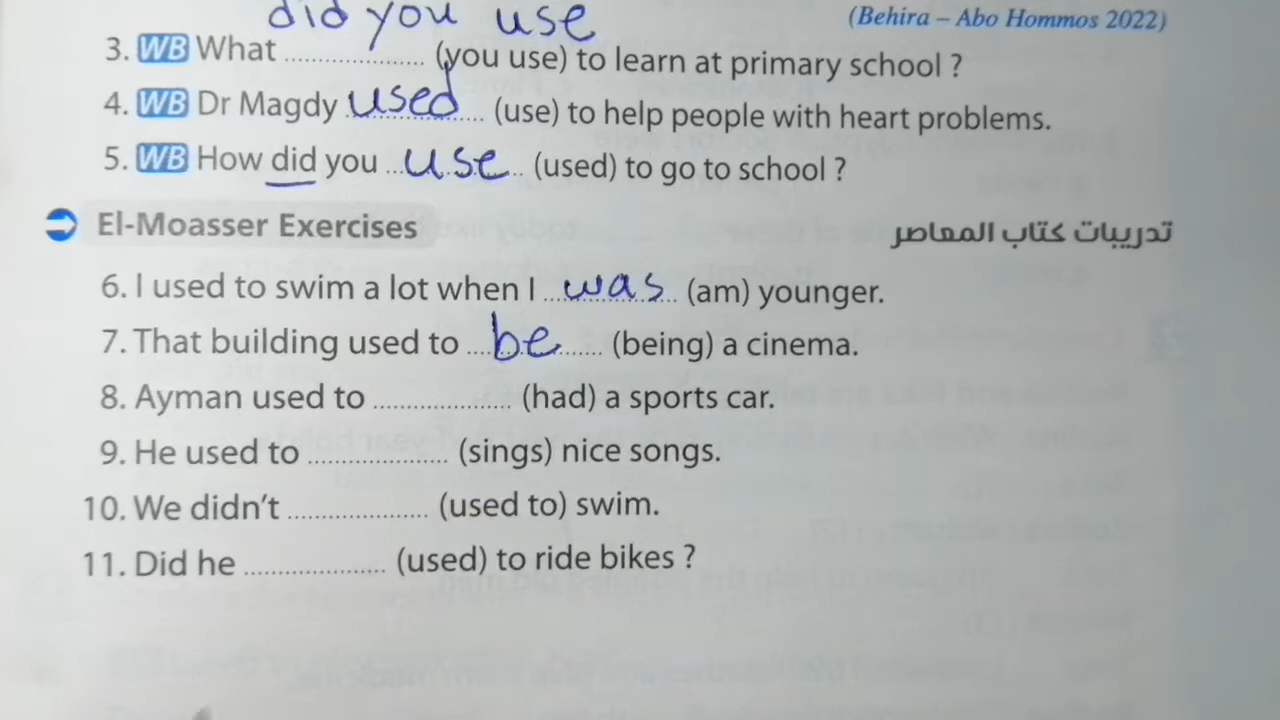 did you use
(Behira – Abo Hommos 2022)
3. WB What .................... (you use) to learn at primary school ?
4. WB Dr Magdy used (use) to help people with heart problems.
5. WB How did you use (used) to go to school ?
El-Moasser Exercises تدريبات كتاب المعاصر
6. I used to swim a lot when I was (am) younger.
7. That building used to be (being) a cinema.
8. Ayman used to .................... (had) a sports car.
9. He used to .................... (sings) nice songs.
10. We didn't .................... (used to) swim.
11. Did he .................... (used) to ride bikes ?